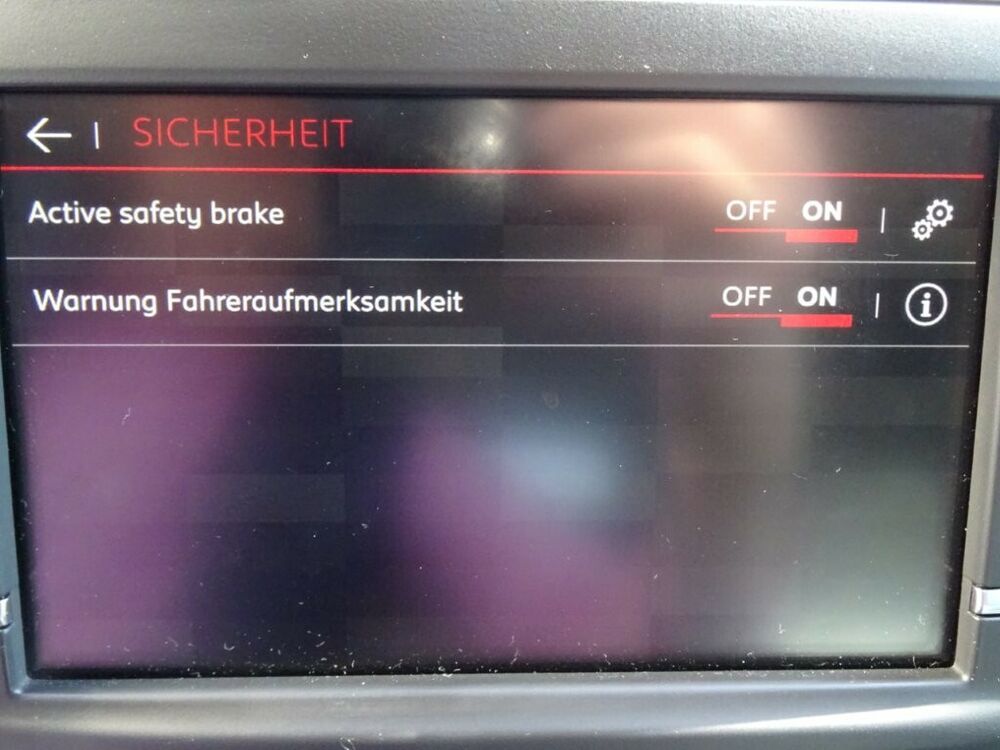 SICHERHEIT
Active safety brake OFF ON
Warnung Fahreraufmerksamkeit OFF ON i